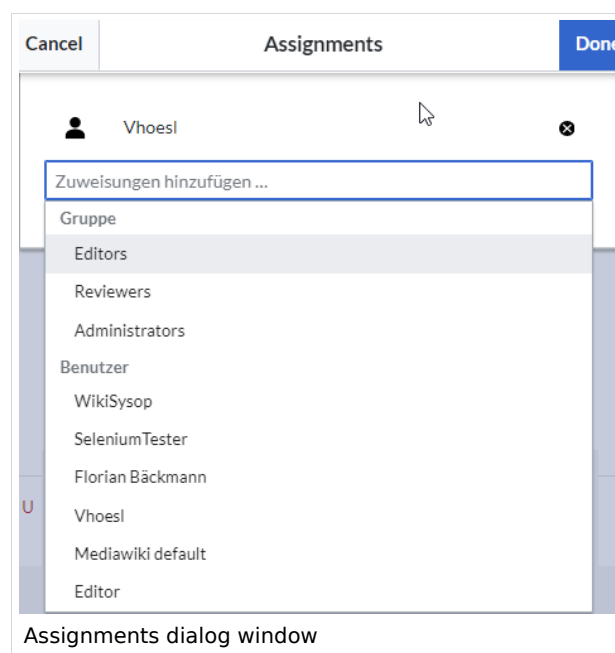 Cancel Assignments Done
Vhoesl
Zuweisungen hinzufügen ...
Gruppe
Editors
Reviewers
Administrators
Benutzer
WikiSysop
SeleniumTester
Florian Bäckmann
U
Vhoesl
Mediawiki default
Editor
Assignments dialog window